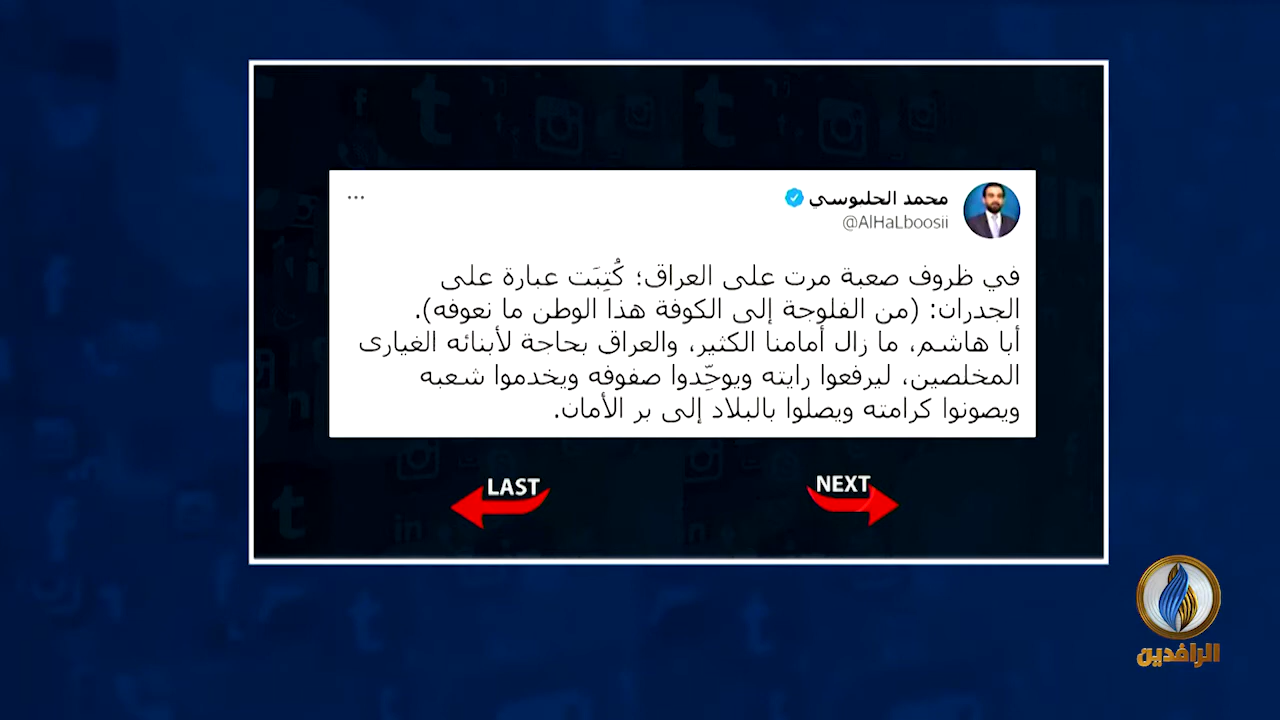 محمد الحلبوسي
@AlHaLboosii
في ظروف صعبة مرت على العراق؛ كُتِبَت عبارة على
الجدران: (من الفلوجة إلى الكوفة هذا الوطن ما نعوفه).
أبا هاشم، ما زال أمامنا الكثير، والعراق بحاجة لأبنائه الغيارى
المخلصين، ليرفعوا رايته ويوحِّدوا صفوفه ويخدموا شعبه
ويصونوا كرامته ويصلوا بالبلاد إلى بر الأمان.
LAST
NEXT
الرافدين